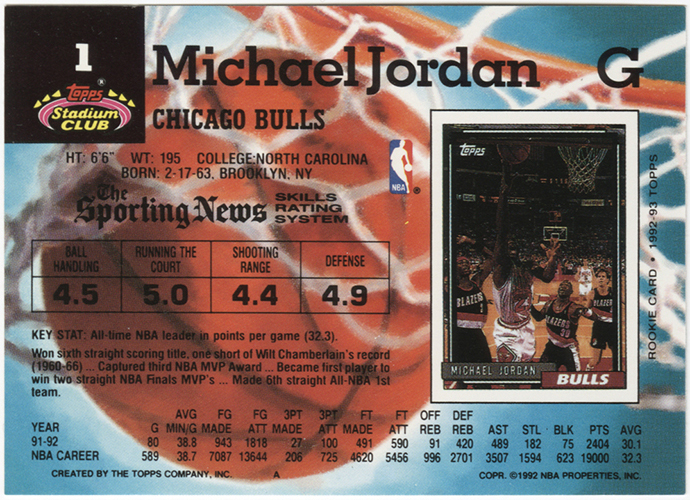 1
Topps
Stadium
CLUB
Michael Jordan G
CHICAGO BULLS
HT: 6'6" WT: 195 COLLEGE:NORTH CAROLINA
BORN: 2-17-63, BROOKLYN, NY
NBA
The
Sporting News
SKILLS
RATING
SYSTEM
BALL HANDLING RUNNING THE COURT SHOOTING RANGE DEFENSE
4.5 5.0 4.4 4.9
KEY STAT: All-time NBA leader in points per game (32.3).
Won sixth straight scoring title, one short of Wilt Chamberlain's record
(1960-66) ... Captured third NBA MVP Award ... Became first player to
win two straight NBA Finals MVP's ... Made 6th straight All-NBA 1st
team.
TOPPS
BLAZERS
BLAZERS
30
MICHAEL JORDAN
BULLS
ROOKIE CARD • 1992-93 TOPPS
AVG FG FG 3PT 3PT FT FT OFF DEF
YEAR G MIN/G MADE ATT MADE ATT MADE ATT REB REB AST STL BLK PTS AVG
91-92 80 38.8 943 1818 27 100 491 590 91 420 489 182 75 2404 30.1
NBA CAREER 589 38.7 7087 13644 206 725 4620 5456 996 2701 3507 1594 623 19000 32.3
CREATED BY THE TOPPS COMPANY, INC. A COPR. ©1992 NBA PROPERTIES, INC.